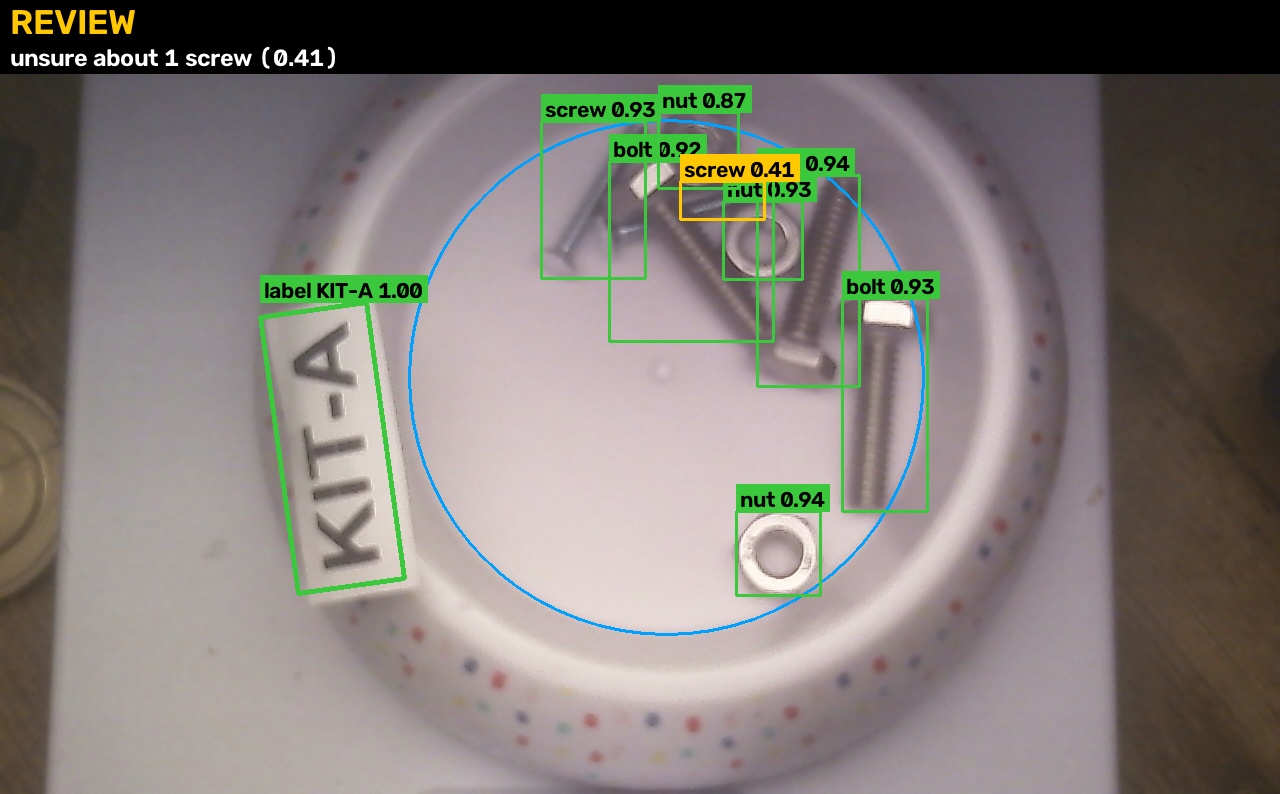 REVIEW
unsure about 1 screw (0.41)
screw 0.93
nut 0.87
bolt 0.92
screw 0.41
0.94
nut 0.93
label KIT-A 1.00
bolt 0.93
nut 0.94
KIT-A